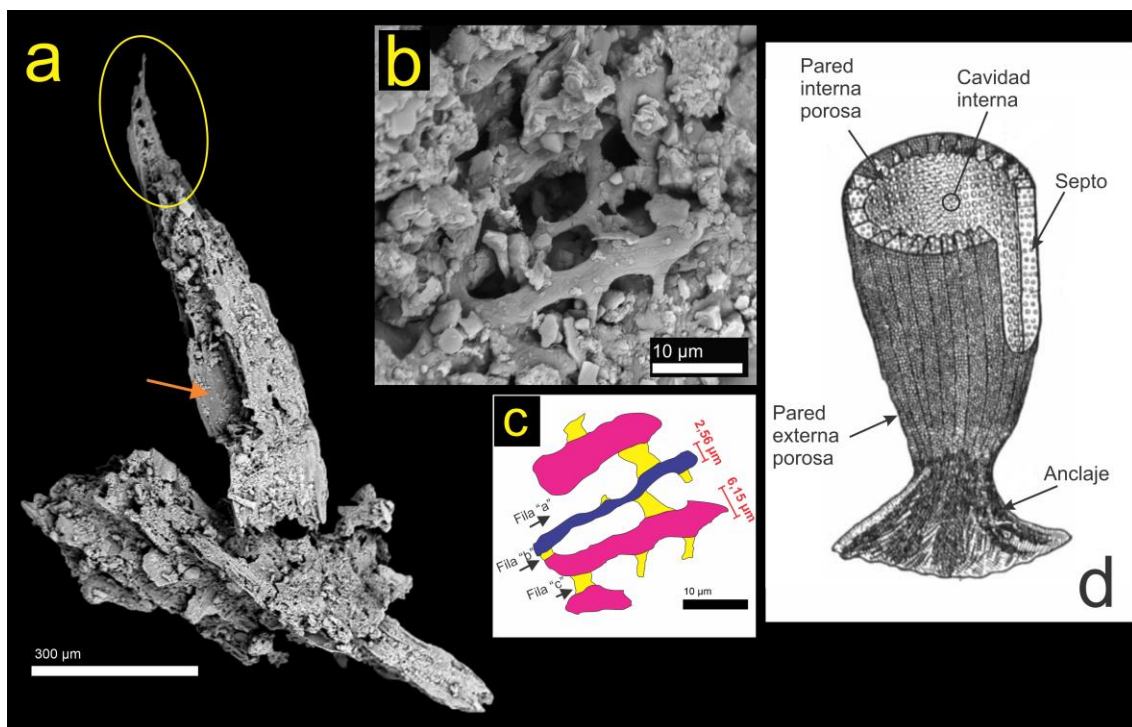 a
300 µm
b
10 µm
c
2,56 µm
6,15 µm
Fila "a"
Fila "b"
Fila "c"
10 µm
Pared
interna
porosa
Cavidad
interna
Septo
Pared
externa
porosa
Anclaje
d